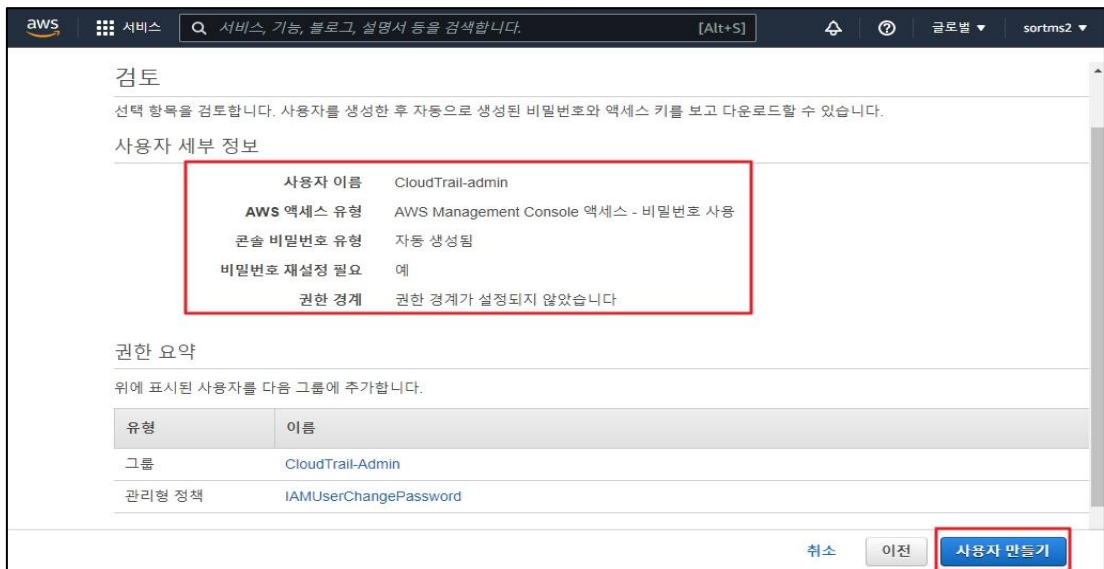 aws 서비스 서비스, 기능, 블로그, 설명서 등을 검색합니다. [Alt+S] 글로벌 ▼ sortms2 ▼
검토
선택 항목을 검토합니다. 사용자를 생성한 후 자동으로 생성된 비밀번호와 액세스 키를 보고 다운로드할 수 있습니다.
사용자 세부 정보
사용자 이름 CloudTrail-admin
AWS 액세스 유형 AWS Management Console 액세스 - 비밀번호 사용
콘솔 비밀번호 유형 자동 생성됨
비밀번호 재설정 필요 예
권한 경계 권한 경계가 설정되지 않았습니다
권한 요약
위에 표시된 사용자를 다음 그룹에 추가합니다.
유형 이름
그룹 CloudTrail-Admin
관리형 정책 IAMUserChangePassword
취소 이전 사용자 만들기